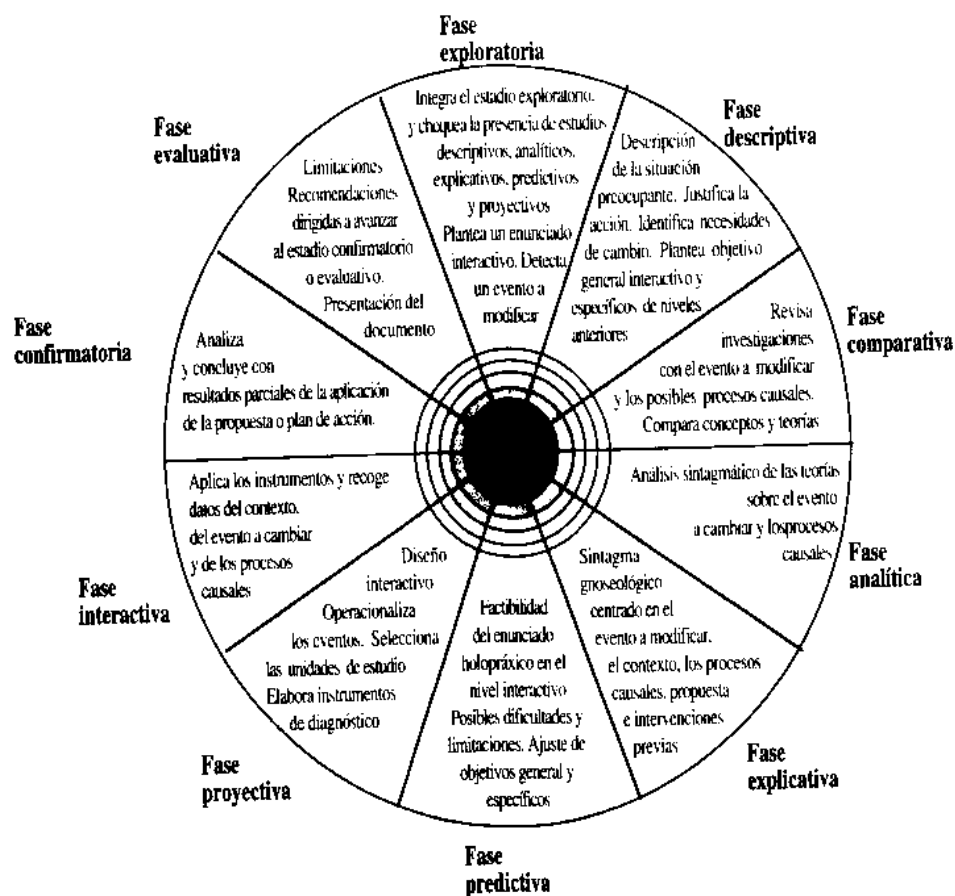 Fase
exploratoria
Integra el estadio exploratorio,
y chequea la presencia de estudios
descriptivos, analíticos,
explicativos, predictivos
y proyectivos
Plantea un enunciado
interactivo. Detecta
un evento a
modificar
Fase
descriptiva
Descripción
de la situación
preocupante. Justifica la
acción. Identifica necesidades
de cambio. Plantea objetivo
general interactivo y
específicos de niveles
anteriores
Fase
comparativa
Revisa
investigaciones
con el evento a modificar
y los posibles procesos causales.
Compara conceptos y teorías
Fase
analítica
Análisis sintagmático de las teorías
sobre el evento
a cambiar y losprocesos
causales
Fase
explicativa
Sintagma
gnoseológico
centrado en el
evento a modificar,
el contexto, los procesos
causales, propuesta
e intervenciones
previas
Fase
predictiva
Factibilidad
del enunciado
holopráxico en el
nivel interactivo
Posibles dificultades y
limitaciones. Ajuste de
objetivos general y
específicos
Fase
proyectiva
Diseño
interactivo
Operacionaliza
los eventos. Selecciona
las unidades de estudio
Elabora instrumentos
de diagnóstico
Fase
interactiva
Aplica los instrumentos y recoge
datos del contexto,
del evento a cambiar
y de los procesos
causales
Fase
confirmatoria
Analiza
y concluye con
resultados parciales de la aplicación
de la propuesta o plan de acción.
Fase
evaluativa
Limitaciones
Recomendaciones
dirigidas a avanzar
al estadio confirmatorio
o evaluativo.
Presentación del
documento